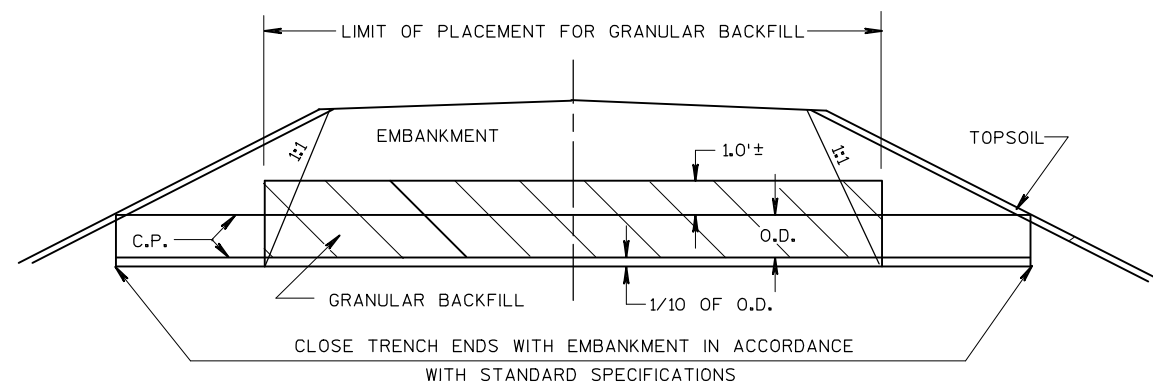 LIMIT OF PLACEMENT FOR GRANULAR BACKFILL
EMBANKMENT
TOPSOIL
1:1
1:1
1.0'±
C.P.
O.D.
GRANULAR BACKFILL
1/10 OF O.D.
CLOSE TRENCH ENDS WITH EMBANKMENT IN ACCORDANCE
WITH STANDARD SPECIFICATIONS